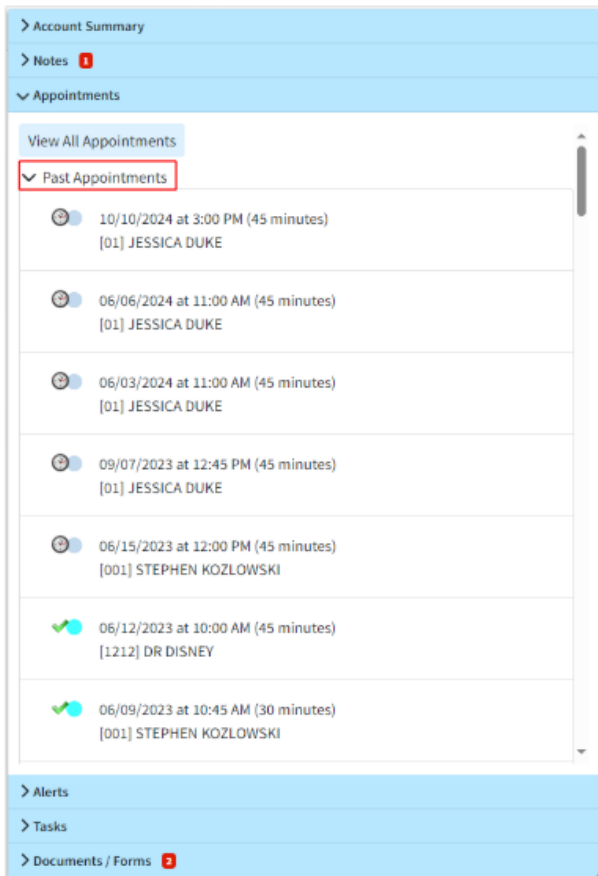 Account Summary
Notes 1
Appointments
View All Appointments
Past Appointments
10/10/2024 at 3:00 PM (45 minutes)
[01] JESSICA DUKE
06/06/2024 at 11:00 AM (45 minutes)
[01] JESSICA DUKE
06/03/2024 at 11:00 AM (45 minutes)
[01] JESSICA DUKE
09/07/2023 at 12:45 PM (45 minutes)
[01] JESSICA DUKE
06/15/2023 at 12:00 PM (45 minutes)
[001] STEPHEN KOZLOWSKI
06/12/2023 at 10:00 AM (45 minutes)
[1212] DR DISNEY
06/09/2023 at 10:45 AM (30 minutes)
[001] STEPHEN KOZLOWSKI
Alerts
Tasks
Documents / Forms 2